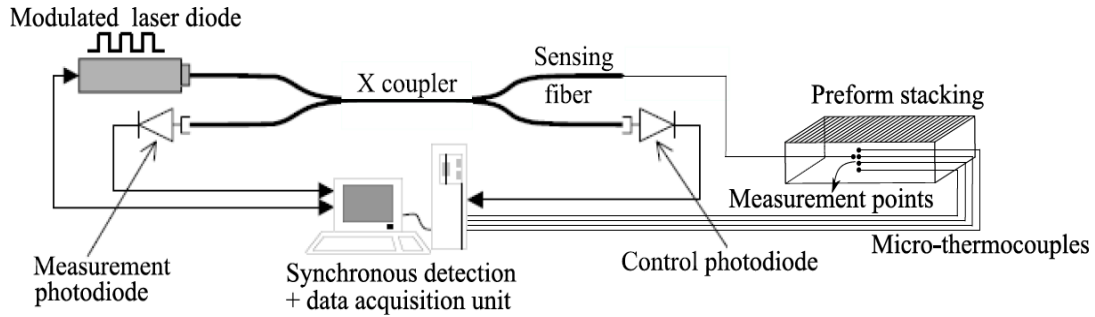 Modulated laser diode
X coupler
Sensing
fiber
Preform stacking
Measurement points
Micro-thermocouples
Measurement
photodiode
Synchronous detection
+ data acquisition unit
Control photodiode